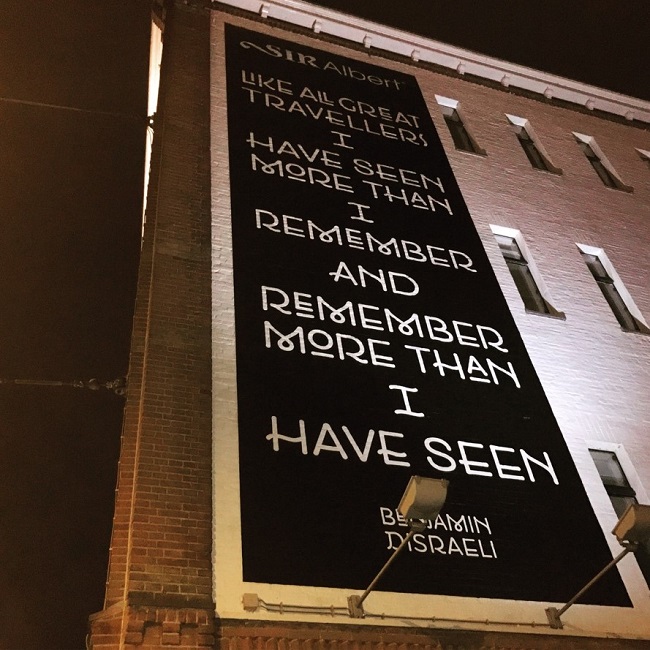 SIR Albert
LIKE ALL GREAT
TRAVELLERS
I
HAVE SEEN
MORE THAN
I
REMEMBER
AND
REMEMBER
MORE THAN
I
HAVE SEEN
BENJAMIN
DISRAELI